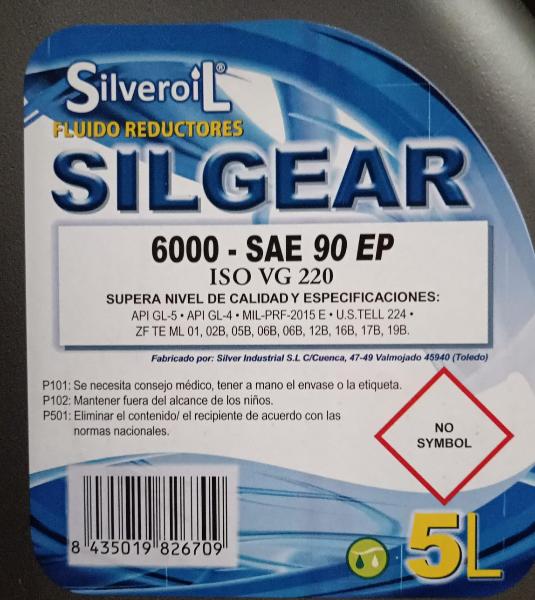 Silveroil®
FLUIDO REDUCTORES
SILGEAR
6000 - SAE 90 EP
ISO VG 220
SUPERA NIVEL DE CALIDAD Y ESPECIFICACIONES:
API GL-5 • API GL-4 • MIL-PRF-2015 E • U.S.TELL 224 •
ZF TE ML 01, 02B, 05B, 06B, 06B, 12B, 16B, 17B, 19B.
Fabricado por: Silver Industrial S.L C/Cuenca, 47-49 Valmojado 45940 (Toledo)
P101: Se necesita consejo médico, tener a mano el envase o la etiqueta.
P102: Mantener fuera del alcance de los niños.
P501: Eliminar el contenido/ el recipiente de acuerdo con las
normas nacionales.
NO
SYMBOL
8 435019 826709
5L